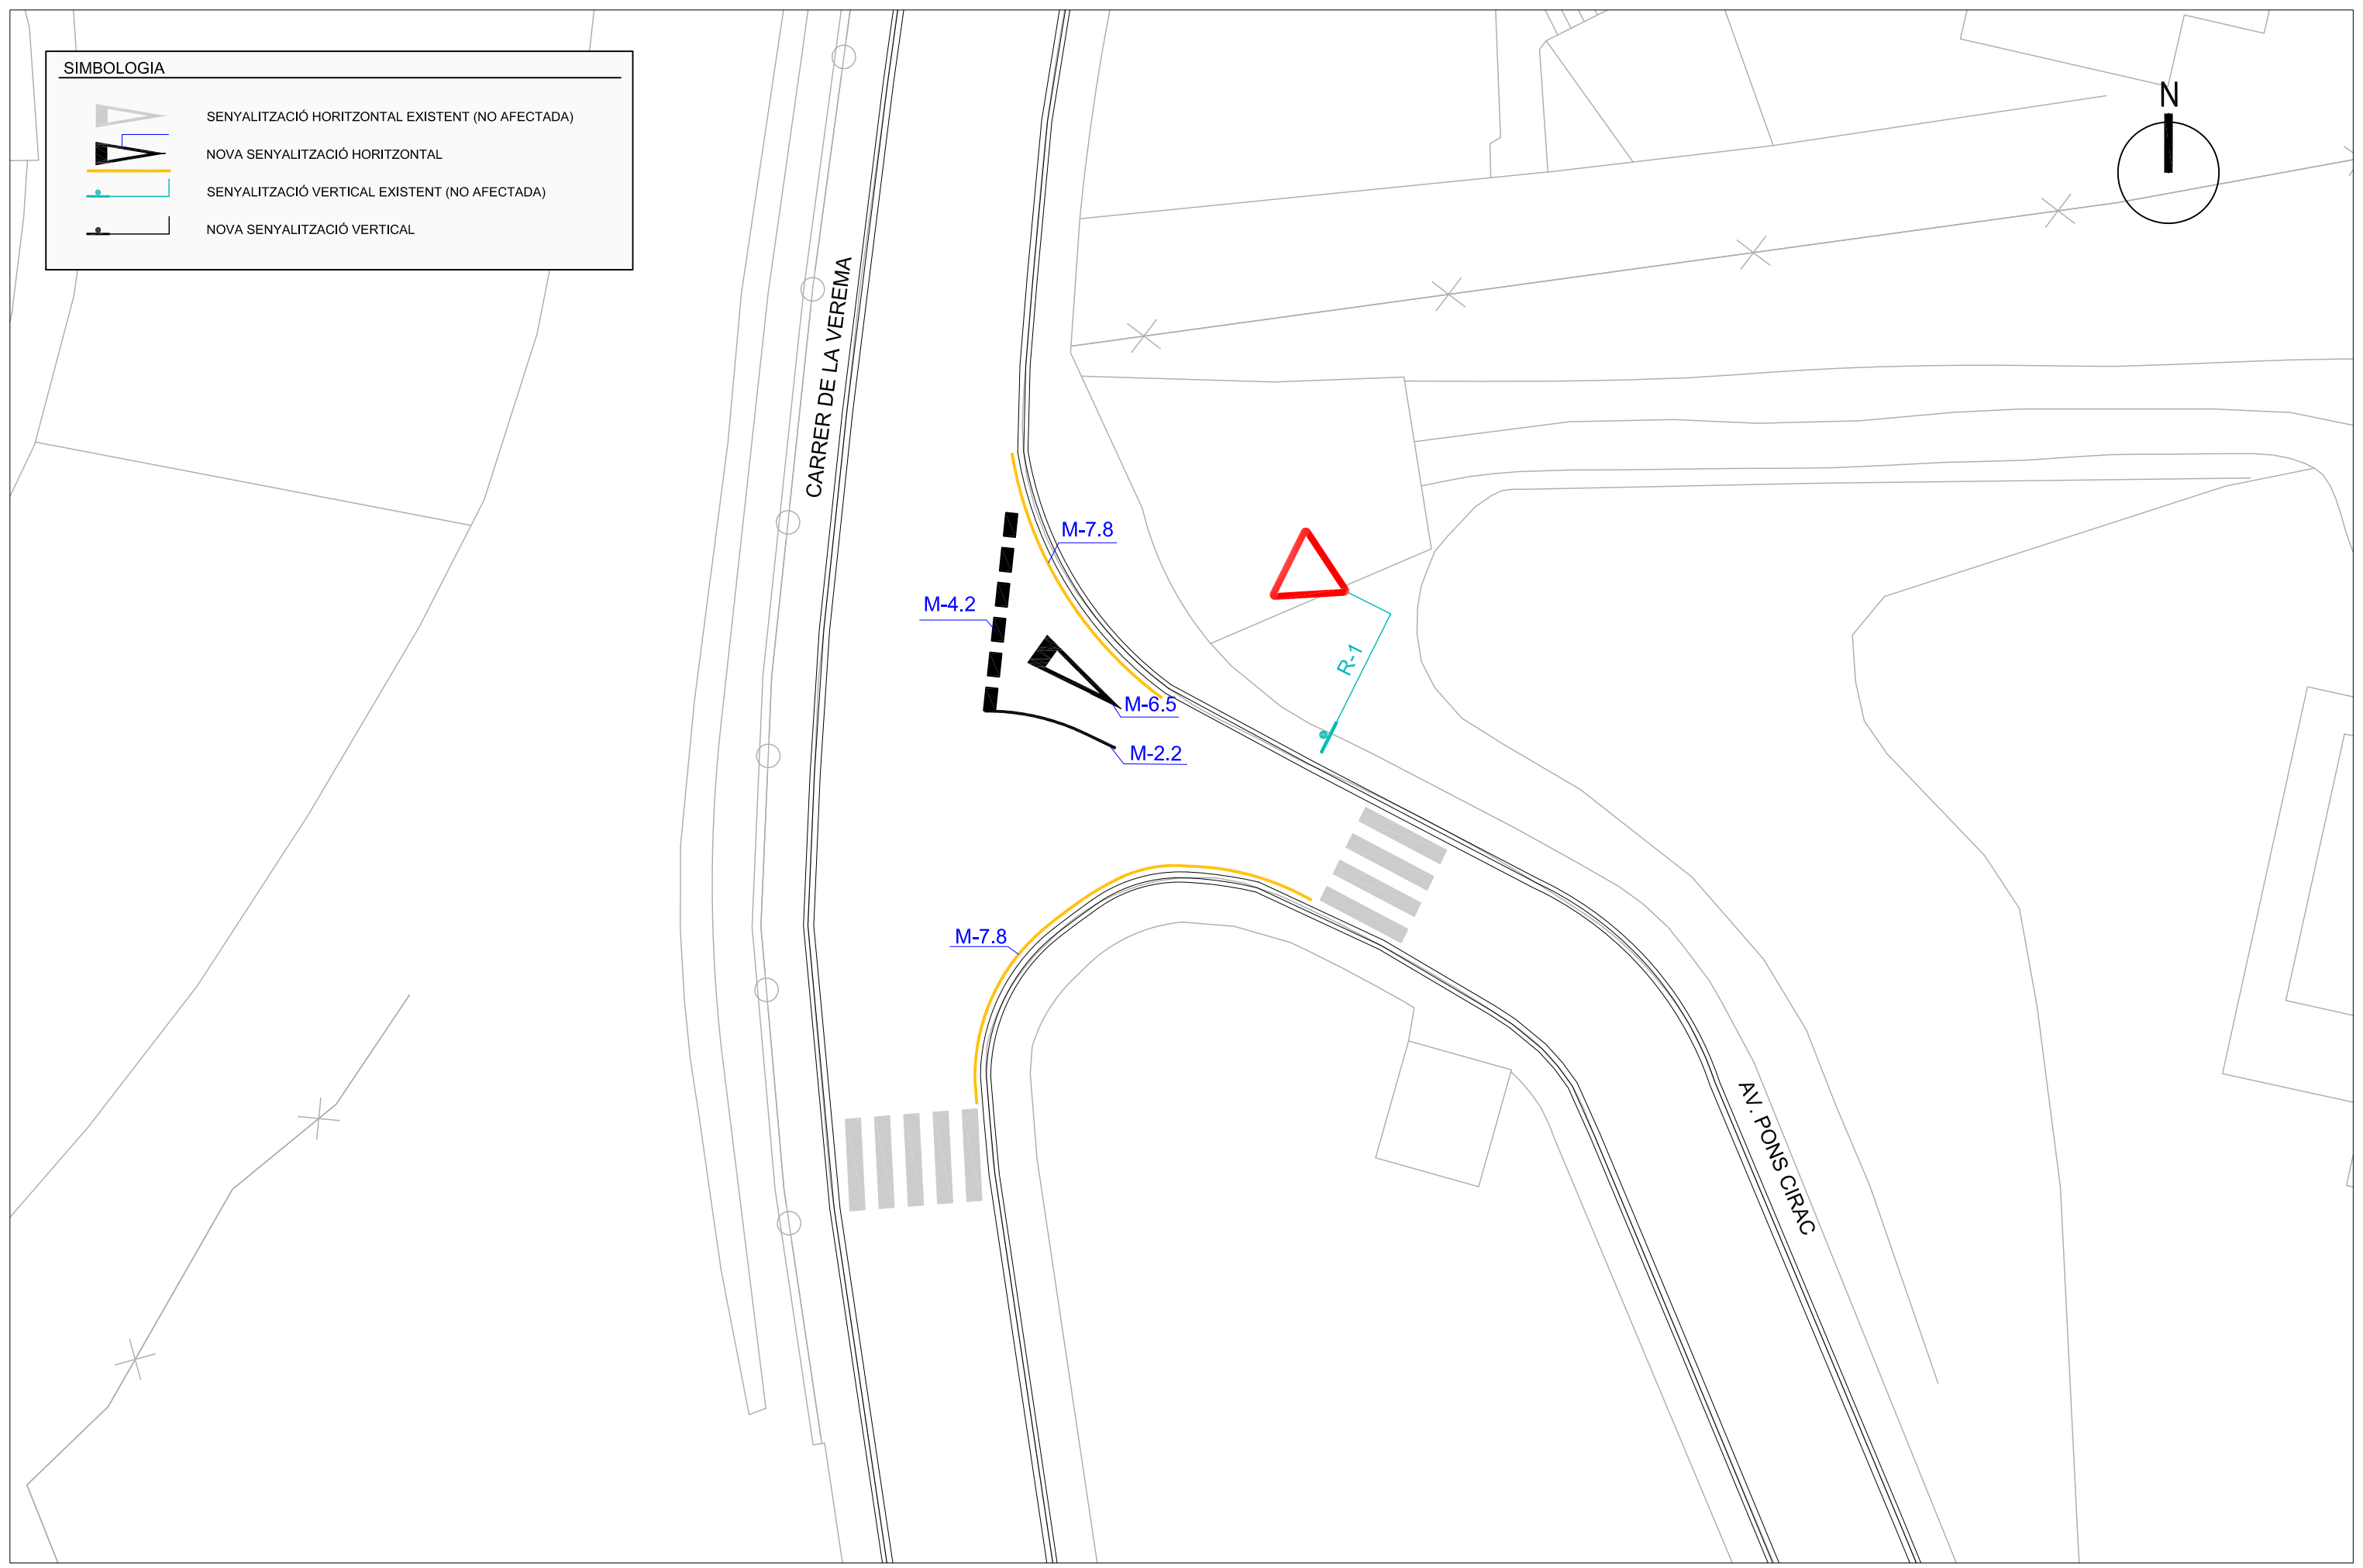 SIMBOLOGIA
SENYALITZACIÓ HORITZONTAL EXISTENT (NO AFECTADA)
NOVA SENYALITZACIÓ HORITZONTAL
SENYALITZACIÓ VERTICAL EXISTENT (NO AFECTADA)
NOVA SENYALITZACIÓ VERTICAL
N
CARRER DE LA VEREMA
M-7.8
M-4.2
R-1
M-6.5
M-2.2
M-7.8
AV. PONS CIRAC